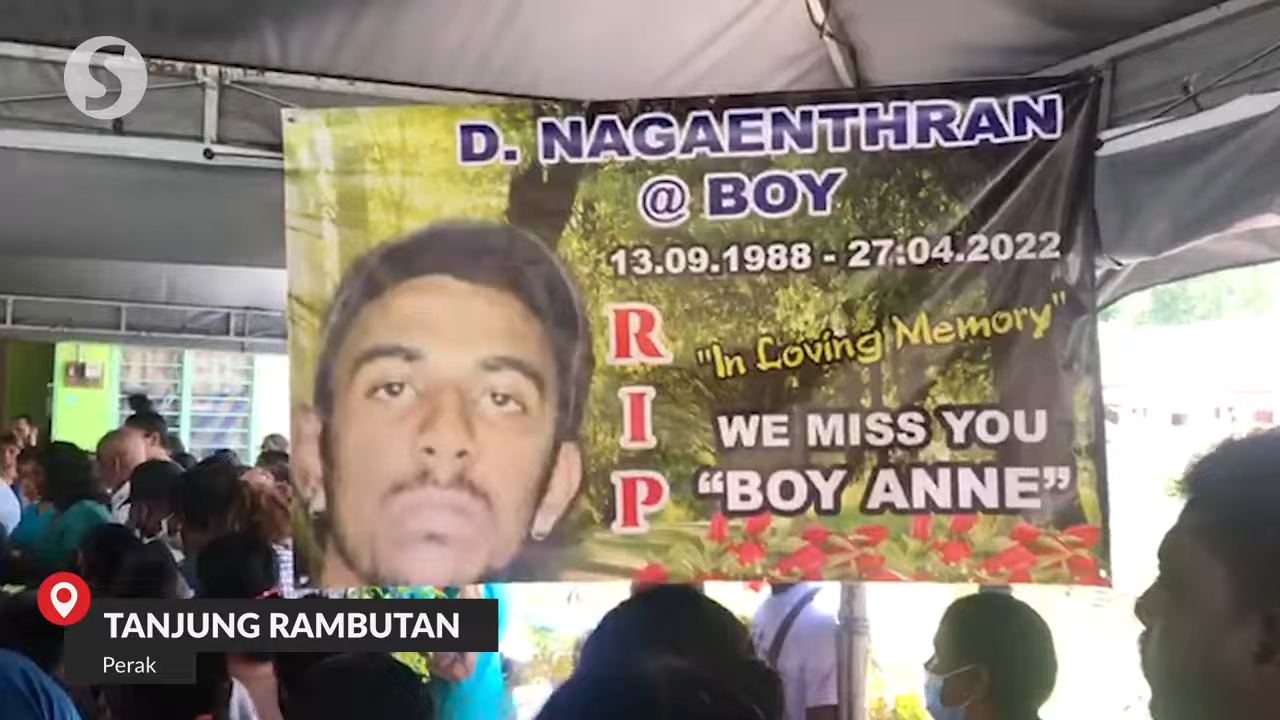 S
D. NAGAENTHRAN
@ BOY
13.09.1988 - 27.04.2022
RIP
"In Loving Memory"
WE MISS YOU
“BOY ANNE”
TANJUNG RAMBUTAN
Perak